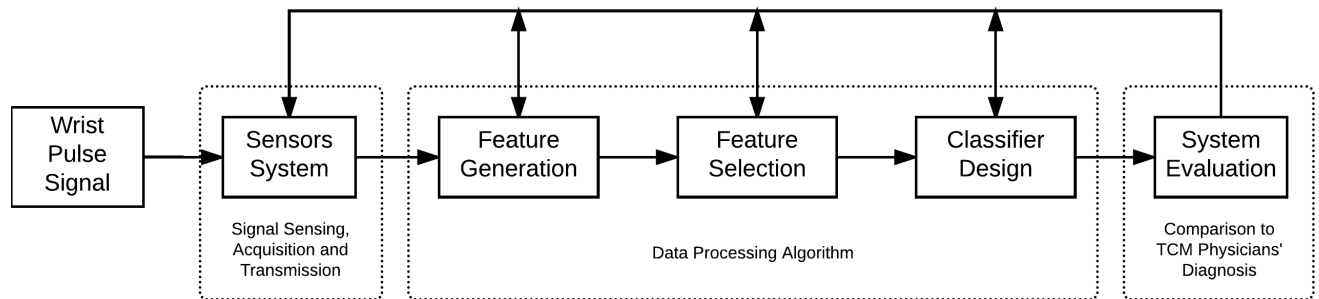 Wrist
Pulse
Signal
Sensors
System
Feature
Generation
Feature
Selection
Classifier
Design
System
Evaluation
Signal Sensing,
Acquisition and
Transmission
Data Processing Algorithm
Comparison to
TCM Physicians'
Diagnosis